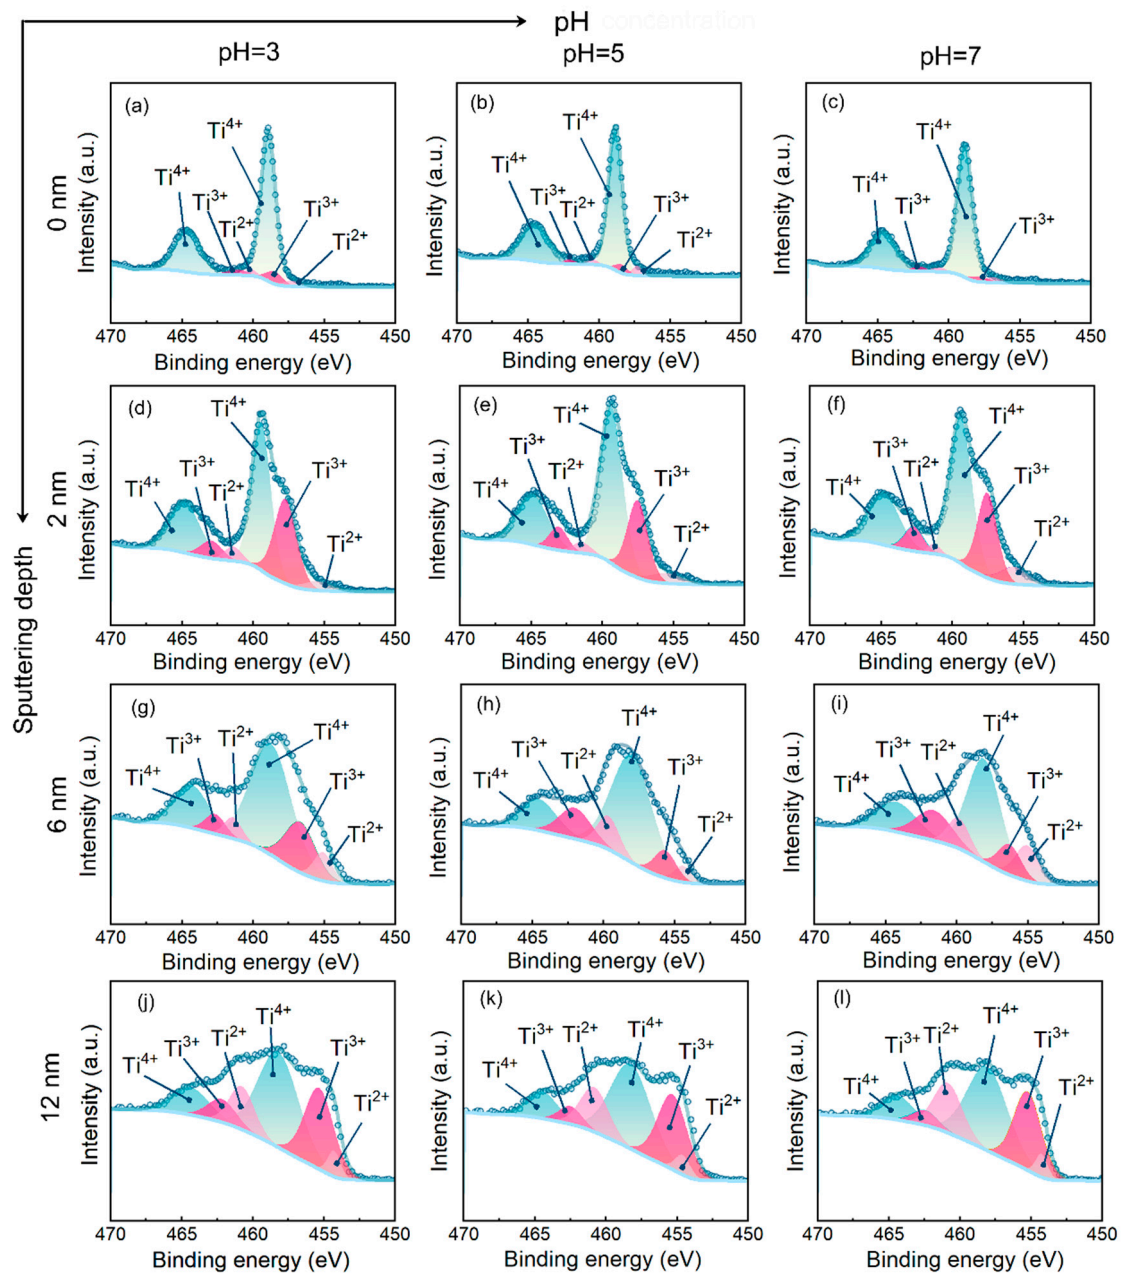 pH concentration
pH=3 pH=5 pH=7
0 nm
(a)
Ti4+
Ti4+
Ti3+
Ti2+
Ti3+
Ti2+
Intensity (a.u.)
470 465 460 455 450
Binding energy (eV)
(b)
Ti4+
Ti4+
Ti3+
Ti2+
Ti3+
Ti2+
Intensity (a.u.)
470 465 460 455 450
Binding energy (eV)
(c)
Ti4+
Ti4+
Ti3+
Ti3+
Intensity (a.u.)
470 465 460 455 450
Binding energy (eV)
2 nm
(d)
Ti4+
Ti4+
Ti3+
Ti2+
Ti3+
Ti2+
Intensity (a.u.)
470 465 460 455 450
Binding energy (eV)
(e)
Ti4+
Ti4+
Ti3+
Ti2+
Ti3+
Ti2+
Intensity (a.u.)
470 465 460 455 450
Binding energy (eV)
(f)
Ti4+
Ti4+
Ti3+
Ti2+
Ti3+
Ti2+
Intensity (a.u.)
470 465 460 455 450
Binding energy (eV)
Sputtering depth
6 nm
(g)
Ti4+
Ti3+
Ti2+
Ti4+
Ti3+
Ti2+
Intensity (a.u.)
470 465 460 455 450
Binding energy (eV)
(h)
Ti4+
Ti3+
Ti2+
Ti4+
Ti3+
Ti2+
Intensity (a.u.)
470 465 460 455 450
Binding energy (eV)
(i)
Ti4+
Ti3+
Ti2+
Ti4+
Ti3+
Ti2+
Intensity (a.u.)
470 465 460 455 450
Binding energy (eV)
12 nm
(j)
Ti4+
Ti3+
Ti2+
Ti4+
Ti3+
Ti2+
Intensity (a.u.)
470 465 460 455 450
Binding energy (eV)
(k)
Ti4+
Ti3+
Ti2+
Ti4+
Ti3+
Ti2+
Intensity (a.u.)
470 465 460 455 450
Binding energy (eV)
(l)
Ti4+
Ti3+
Ti2+
Ti4+
Ti3+
Ti2+
Intensity (a.u.)
470 465 460 455 450
Binding energy (eV)